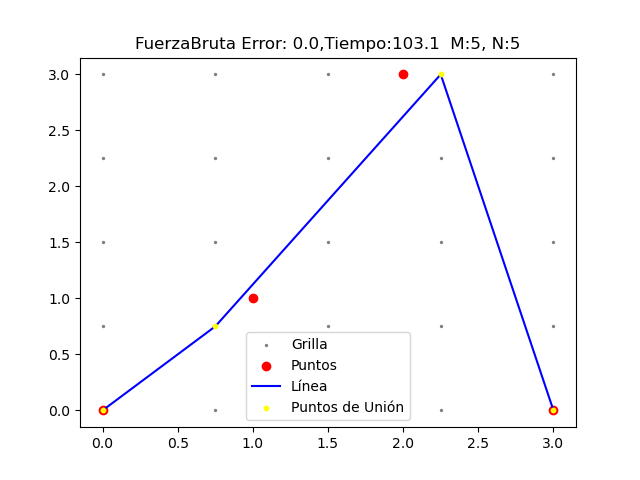 FuerzaBruta Error: 0.0,Tiempo:103.1  M:5, N:5
3.0
2.5
2.0
1.5
1.0
0.5
0.0
Grilla
Puntos
Línea
Puntos de Unión
0.0 0.5 1.0 1.5 2.0 2.5 3.0